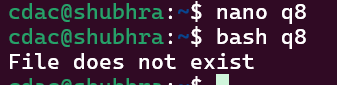 cdac@shubhra:~$ nano q8
cdac@shubhra:~$ bash q8
File does not exist
cdac@shubhra:~$